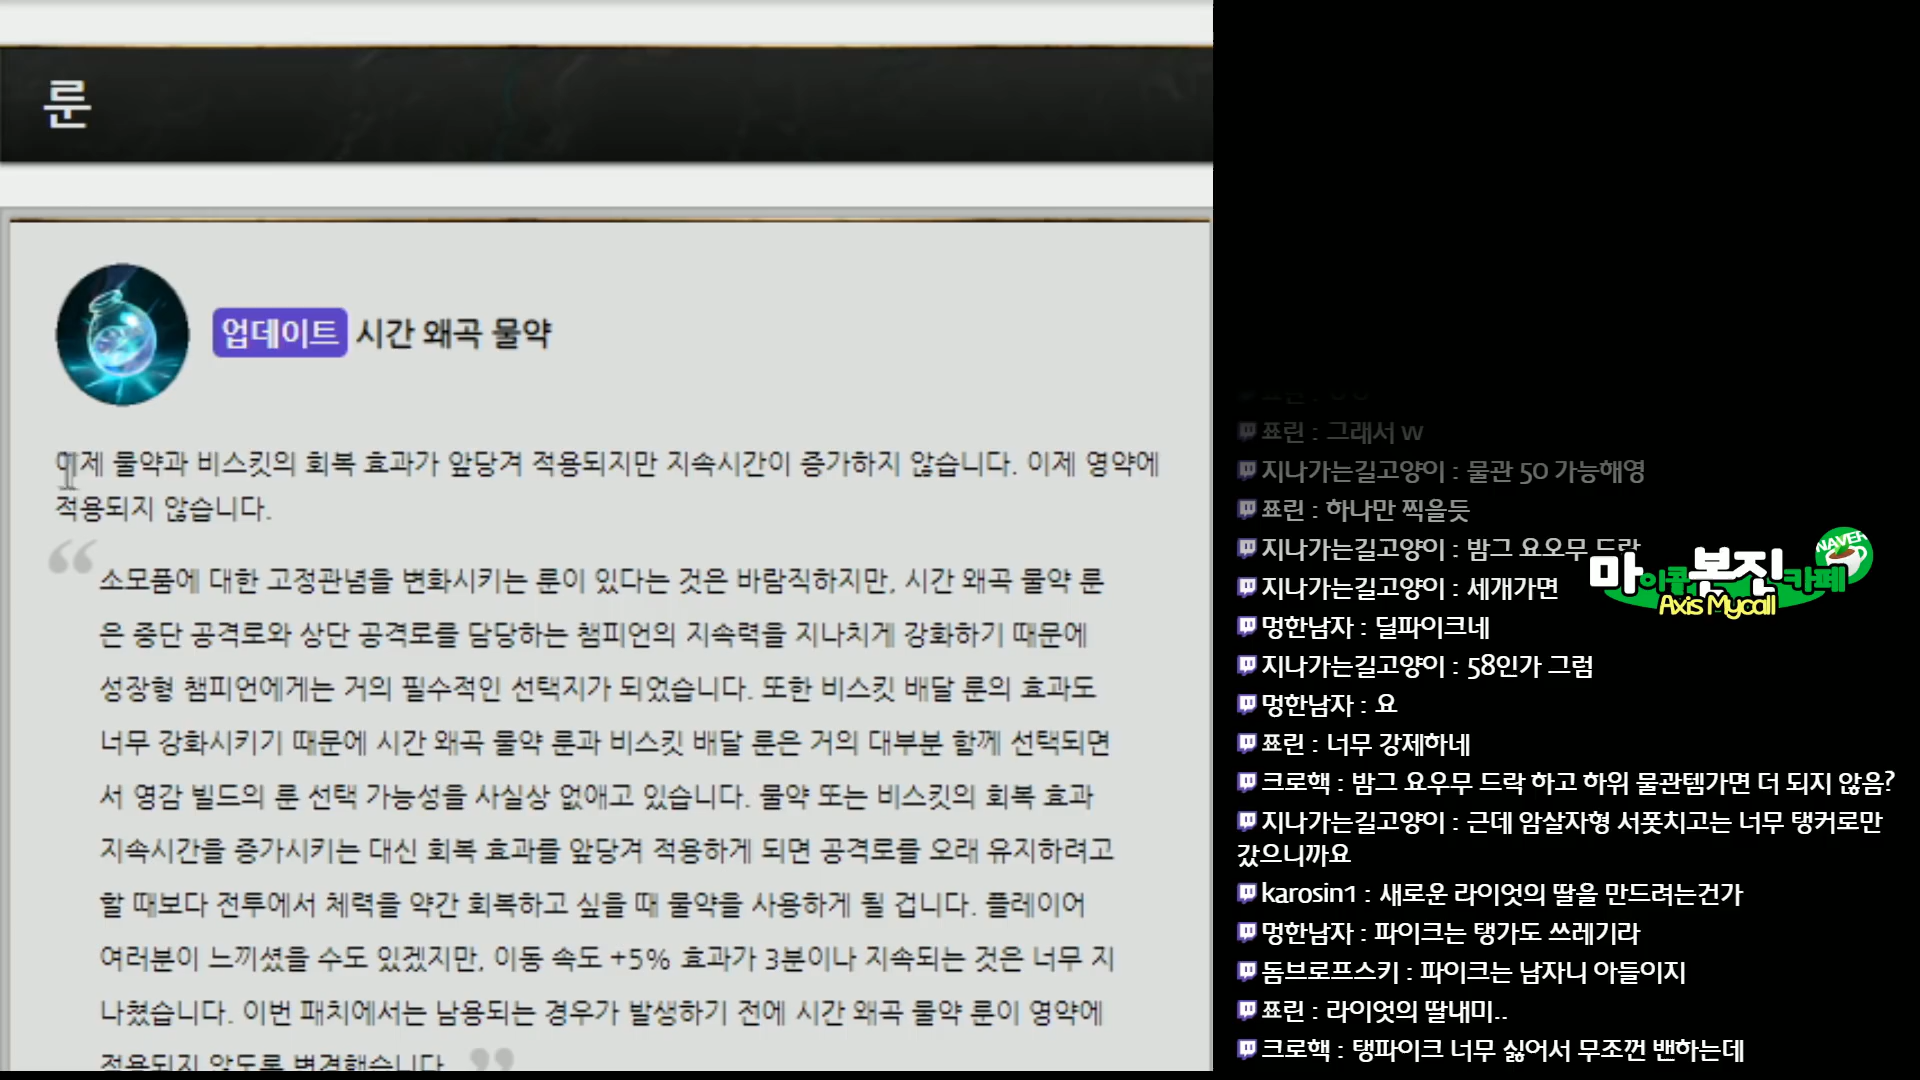 룬
업데이트 시간 왜곡 물약
이제 물약과 비스킷의 회복 효과가 앞당겨 적용되지만 지속시간이 증가하지 않습니다. 이제 영약에
적용되지 않습니다.
소모품에 대한 고정관념을 변화시키는 룬이 있다는 것은 바람직하지만, 시간 왜곡 물약 룬
은 중단 공격로와 상단 공격로를 담당하는 챔피언의 지속력을 지나치게 강화하기 때문에
성장형 챔피언에게는 거의 필수적인 선택지가 되었습니다. 또한 비스킷 배달 룬의 효과도
너무 강화시키기 때문에 시간 왜곡 물약 룬과 비스킷 배달 룬은 거의 대부분 함께 선택되면
서 영감 빌드의 룬 선택 가능성을 사실상 없애고 있습니다. 물약 또는 비스킷의 회복 효과
지속시간을 증가시키는 대신 회복 효과를 앞당겨 적용하게 되면 공격로를 오래 유지하려고
할 때보다 전투에서 체력을 약간 회복하고 싶을 때 물약을 사용하게 될 겁니다. 플레이어
여러분이 느끼셨을 수도 있겠지만, 이동 속도 +5% 효과가 3분이나 지속되는 것은 너무 지
나쳤습니다. 이번 패치에서는 남용되는 경우가 발생하기 전에 시간 왜곡 물약 룬이 영약에
적용되지 않도록 변경했습니다.
표린 : 그래서 w
지나가는길고양이 : 물관 50 가능해영
표린 : 하나만 찍을듯
지나가는길고양이 : 밤그 요오무 드락
지나가는길고양이 : 세개가면
멍한남자 : 딜파이크네
지나가는길고양이 : 58인가 그럼
멍한남자 : 요
표린 : 너무 강제하네
크로핵 : 밤그 요우무 드락 하고 하위 물관템가면 더 되지 않음?
지나가는길고양이 : 근데 암살자형 서폿치고는 너무 탱커로만
갔으니까요
karosin1 : 새로운 라이엇의 딸을 만드려는건가
멍한남자 : 파이크는 탱가도 쓰레기라
돔브로프스키 : 파이크는 남자니 아들이지
표린 : 라이엇의 딸내미..
크로핵 : 탱파이크 너무 싫어서 무조껀 밴하는데
NAVER
마이콜본진카페
Axis Mycall